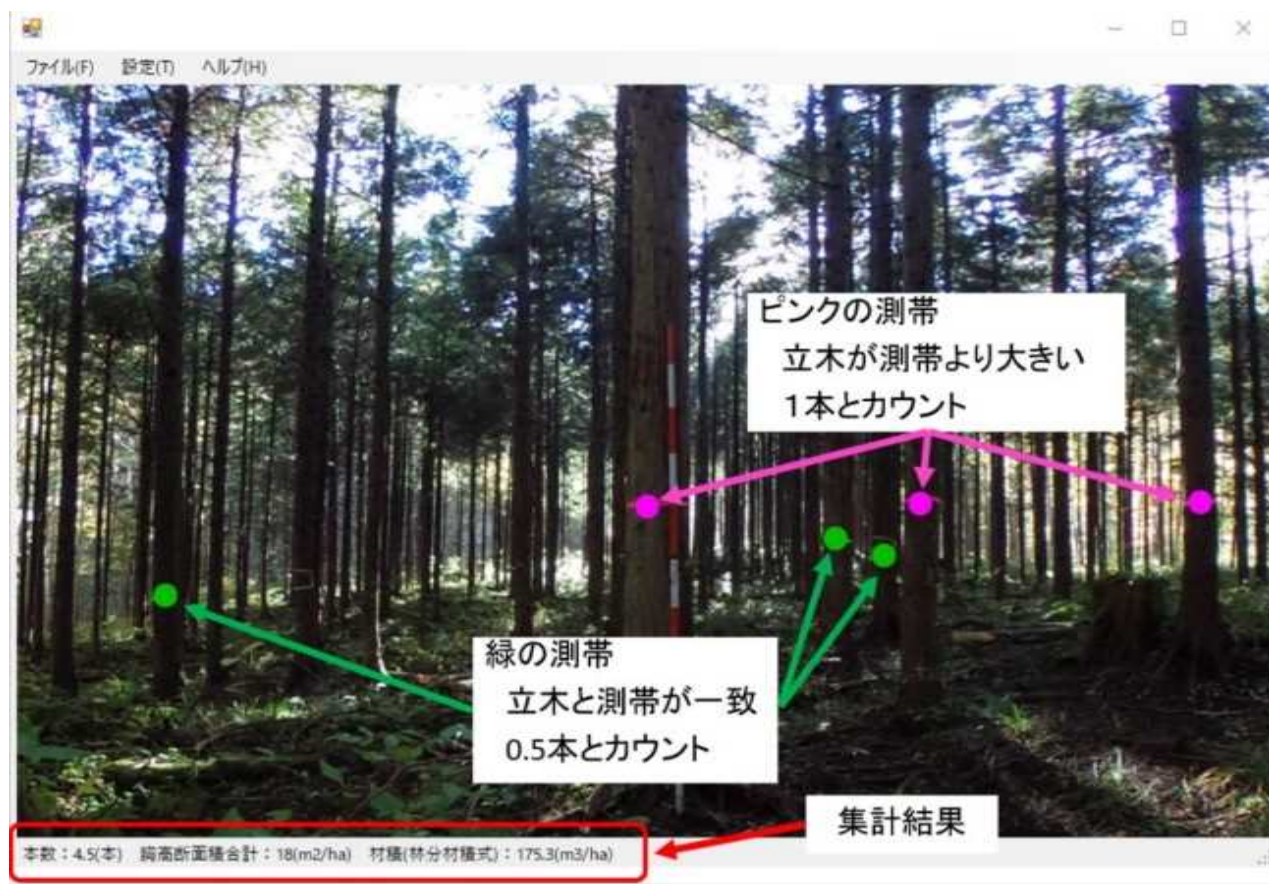 ファイル(F) 設定(T) ヘルプ(H)
ピンクの測帯
立木が測帯より大きい
1本とカウント
緑の測帯
立木と測帯が一致
0.5本とカウント
集計結果
本数：4.5(本) 胸高断面積合計：18(m2/ha) 材積(林分材積式)：175.3(m3/ha)